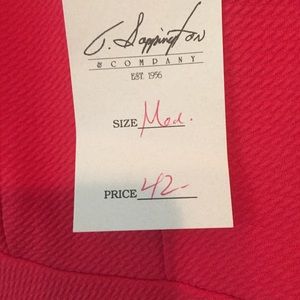 J. Sappington
& COMPANY
EST. 1956
SIZE Med.
PRICE 42-